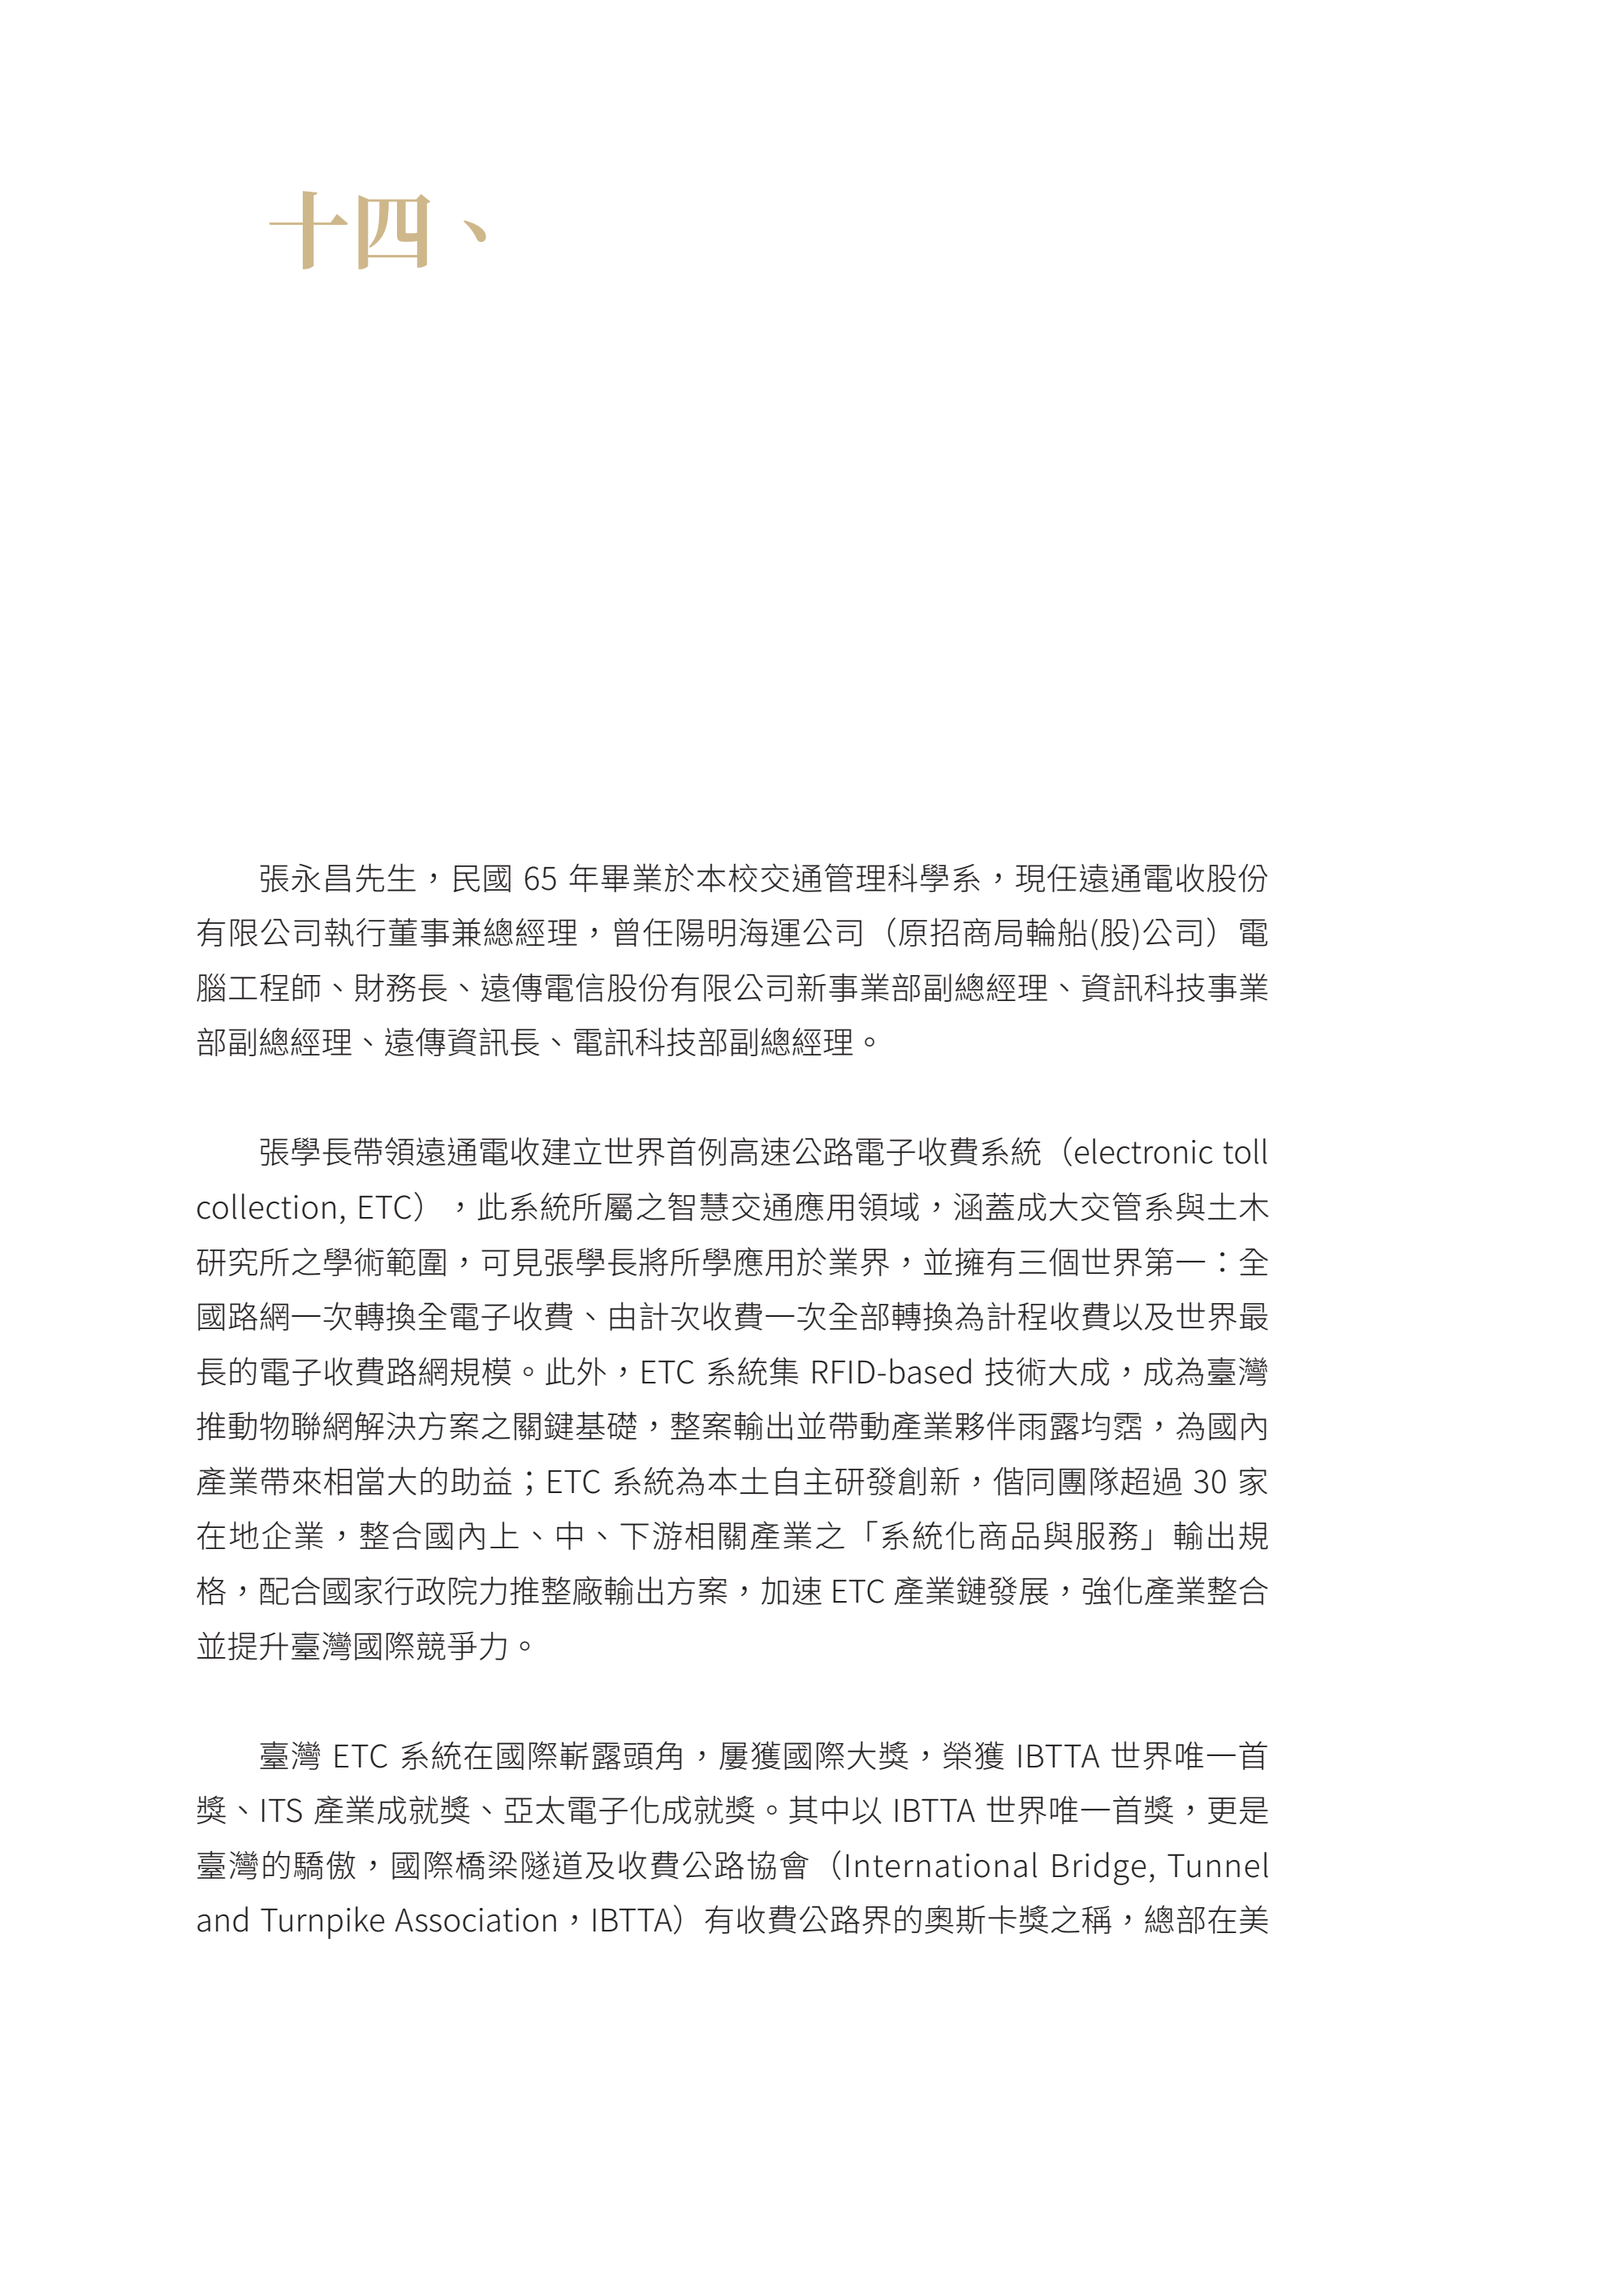 十四、
張永昌先生，民國 65 年畢業於本校交通管理科學系，現任遠通電收股份
有限公司執行董事兼總經理，曾任陽明海運公司（原招商局輪船(股)公司）電
腦工程師、財務長、遠傳電信股份有限公司新事業部副總經理、資訊科技事業
部副總經理、遠傳資訊長、電訊科技部副總經理。
張學長帶領遠通電收建立世界首例高速公路電子收費系統（electronic toll
collection, ETC），此系統所屬之智慧交通應用領域，涵蓋成大交管系與土木
研究所之學術範圍，可見張學長將所學應用於業界，並擁有三個世界第一：全
國路網一次轉換全電子收費、由計次收費一次全部轉換為計程收費以及世界最
長的電子收費路網規模。此外，ETC 系統集 RFID-based 技術大成，成為臺灣
推動物聯網解決方案之關鍵基礎，整案輸出並帶動產業夥伴雨露均霑，為國內
產業帶來相當大的助益；ETC 系統為本土自主研發創新，偕同團隊超過 30 家
在地企業，整合國內上、中、下游相關產業之「系統化商品與服務」輸出規
格，配合國家行政院力推整廠輸出方案，加速 ETC 產業鏈發展，強化產業整合
並提升臺灣國際競爭力。
臺灣 ETC 系統在國際嶄露頭角，屢獲國際大獎，榮獲 IBTTA 世界唯一首
獎、ITS 產業成就獎、亞太電子化成就獎。其中以 IBTTA 世界唯一首獎，更是
臺灣的驕傲，國際橋梁隧道及收費公路協會（International Bridge, Tunnel
and Turnpike Association，IBTTA）有收費公路界的奧斯卡獎之稱，總部在美